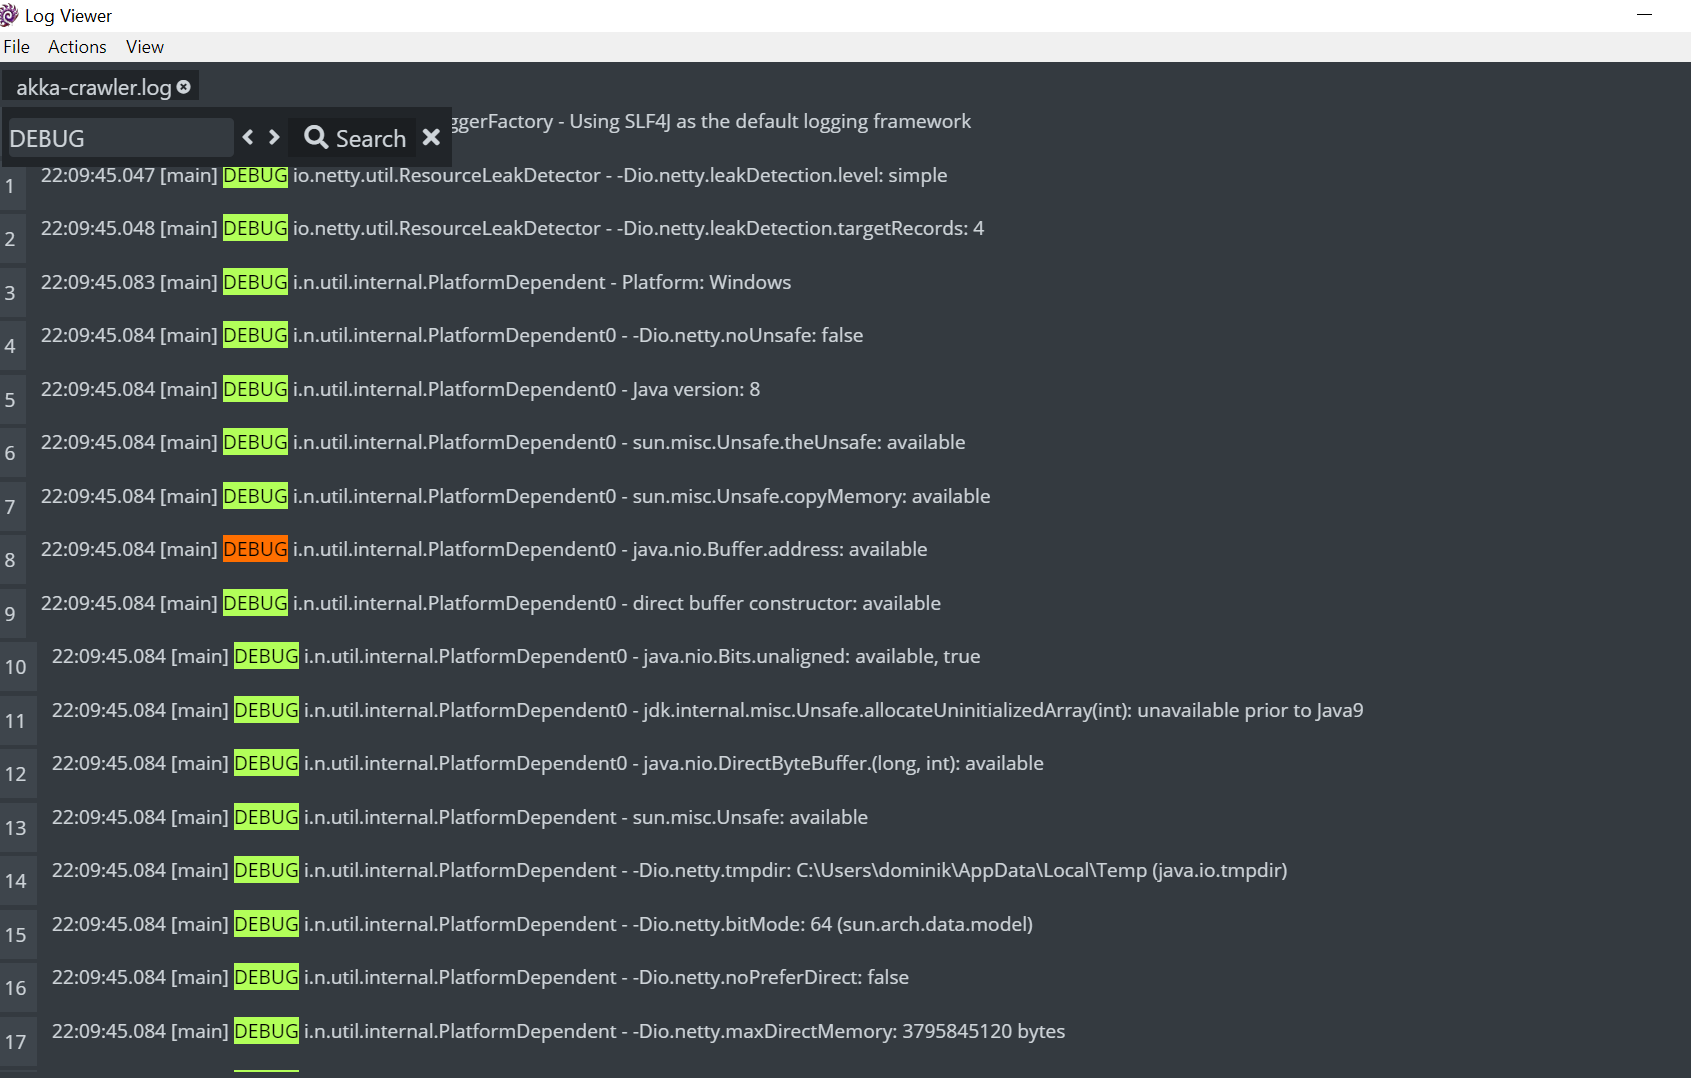 Log Viewer
File Actions View
akka-crawler.log
ggerFactory - Using SLF4J as the default logging framework
DEBUG Search
1 22:09:45.047 [main] DEBUG io.netty.util.ResourceLeakDetector - -Dio.netty.leakDetection.level: simple
2 22:09:45.048 [main] DEBUG io.netty.util.ResourceLeakDetector - -Dio.netty.leakDetection.targetRecords: 4
3 22:09:45.083 [main] DEBUG i.n.util.internal.PlatformDependent - Platform: Windows
4 22:09:45.084 [main] DEBUG i.n.util.internal.PlatformDependent0 - -Dio.netty.noUnsafe: false
5 22:09:45.084 [main] DEBUG i.n.util.internal.PlatformDependent0 - Java version: 8
6 22:09:45.084 [main] DEBUG i.n.util.internal.PlatformDependent0 - sun.misc.Unsafe.theUnsafe: available
7 22:09:45.084 [main] DEBUG i.n.util.internal.PlatformDependent0 - sun.misc.Unsafe.copyMemory: available
8 22:09:45.084 [main] DEBUG i.n.util.internal.PlatformDependent0 - java.nio.Buffer.address: available
9 22:09:45.084 [main] DEBUG i.n.util.internal.PlatformDependent0 - direct buffer constructor: available
10 22:09:45.084 [main] DEBUG i.n.util.internal.PlatformDependent0 - java.nio.Bits.unaligned: available, true
11 22:09:45.084 [main] DEBUG i.n.util.internal.PlatformDependent0 - jdk.internal.misc.Unsafe.allocateUninitializedArray(int): unavailable prior to Java9
12 22:09:45.084 [main] DEBUG i.n.util.internal.PlatformDependent0 - java.nio.DirectByteBuffer.(long, int): available
13 22:09:45.084 [main] DEBUG i.n.util.internal.PlatformDependent - sun.misc.Unsafe: available
14 22:09:45.084 [main] DEBUG i.n.util.internal.PlatformDependent - -Dio.netty.tmpdir: C:\Users\dominik\AppData\Local\Temp (java.io.tmpdir)
15 22:09:45.084 [main] DEBUG i.n.util.internal.PlatformDependent - -Dio.netty.bitMode: 64 (sun.arch.data.model)
16 22:09:45.084 [main] DEBUG i.n.util.internal.PlatformDependent - -Dio.netty.noPreferDirect: false
17 22:09:45.084 [main] DEBUG i.n.util.internal.PlatformDependent - -Dio.netty.maxDirectMemory: 3795845120 bytes